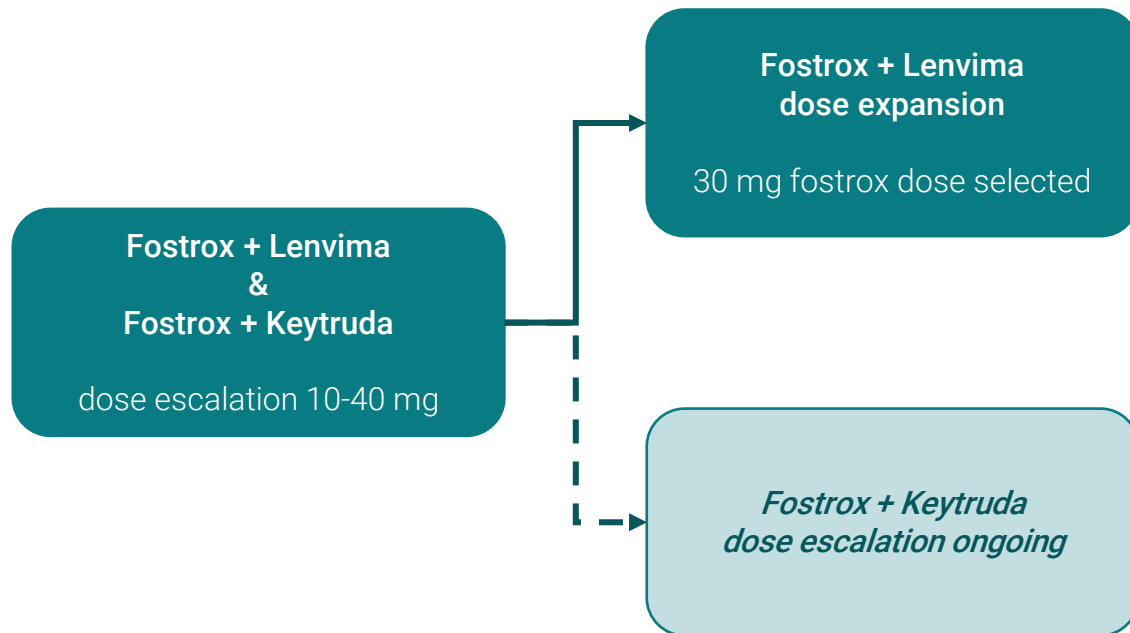 Fostrox + Lenvima
&
Fostrox + Keytruda
dose escalation 10-40 mg
Fostrox + Lenvima
dose expansion
30 mg fostrox dose selected
Fostrox + Keytruda
dose escalation ongoing